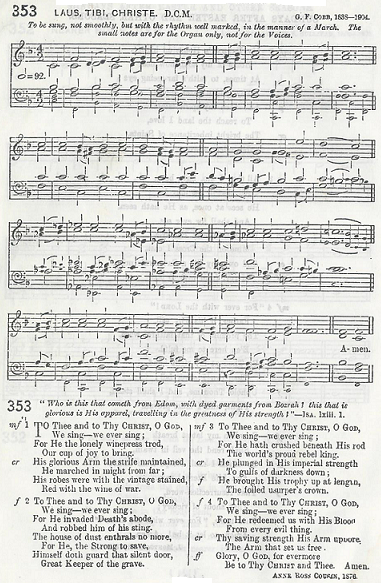 353 LAUS, TIBI, CHRISTE. D.C.M. G. F. COBB, 1838—1904.
To be sung, not smoothly, but with the rhythm well marked, in the manner of a March. The
small notes are for the Organ only, not for the Voices.
= 92.
A-men.
353 "Who is this that cometh from Edom, with dyed garments from Bozrah? this that is
glorious in His apparel, travelling in the greatness of His strength?"—ISA. lxiii. 1.
mf 1 TO Thee and to Thy CHRIST, O GOD,
We sing—we ever sing;
For He the lonely winepress trod,
Our cup of joy to bring.
cr His glorious Arm the strife maintained,
He marched in might from far;
His robes were with the vintage stained,
Red with the wine of war.
f 2 To Thee and to Thy CHRIST, O GOD,
We sing—we ever sing;
For He invaded Death's abode,
And robbed him of his sting.
The house of dust enthrals no more,
For He, the Strong to save,
Himself doth guard that silent door,
Great Keeper of the grave.
mf 3 To Thee and to Thy CHRIST, O GOD,
We sing—we ever sing;
For He hath crushed beneath His rod
The world's proud rebel king.
cr He plunged in His imperial strength
To gulfs of darkness down;
f He brought His trophy up at length,
The foiled usurper's crown.
f 4 To Thee and to Thy CHRIST, O GOD,
We sing—we ever sing;
For He redeemed us with His Blood
From every evil thing.
cr Thy saving strength His Arm upbore,
The Arm that set us free.
ff Glory, O GOD, for evermore
Be to Thy CHRIST and Thee. Amen.
ANNE ROSS COUSIN, 1876.